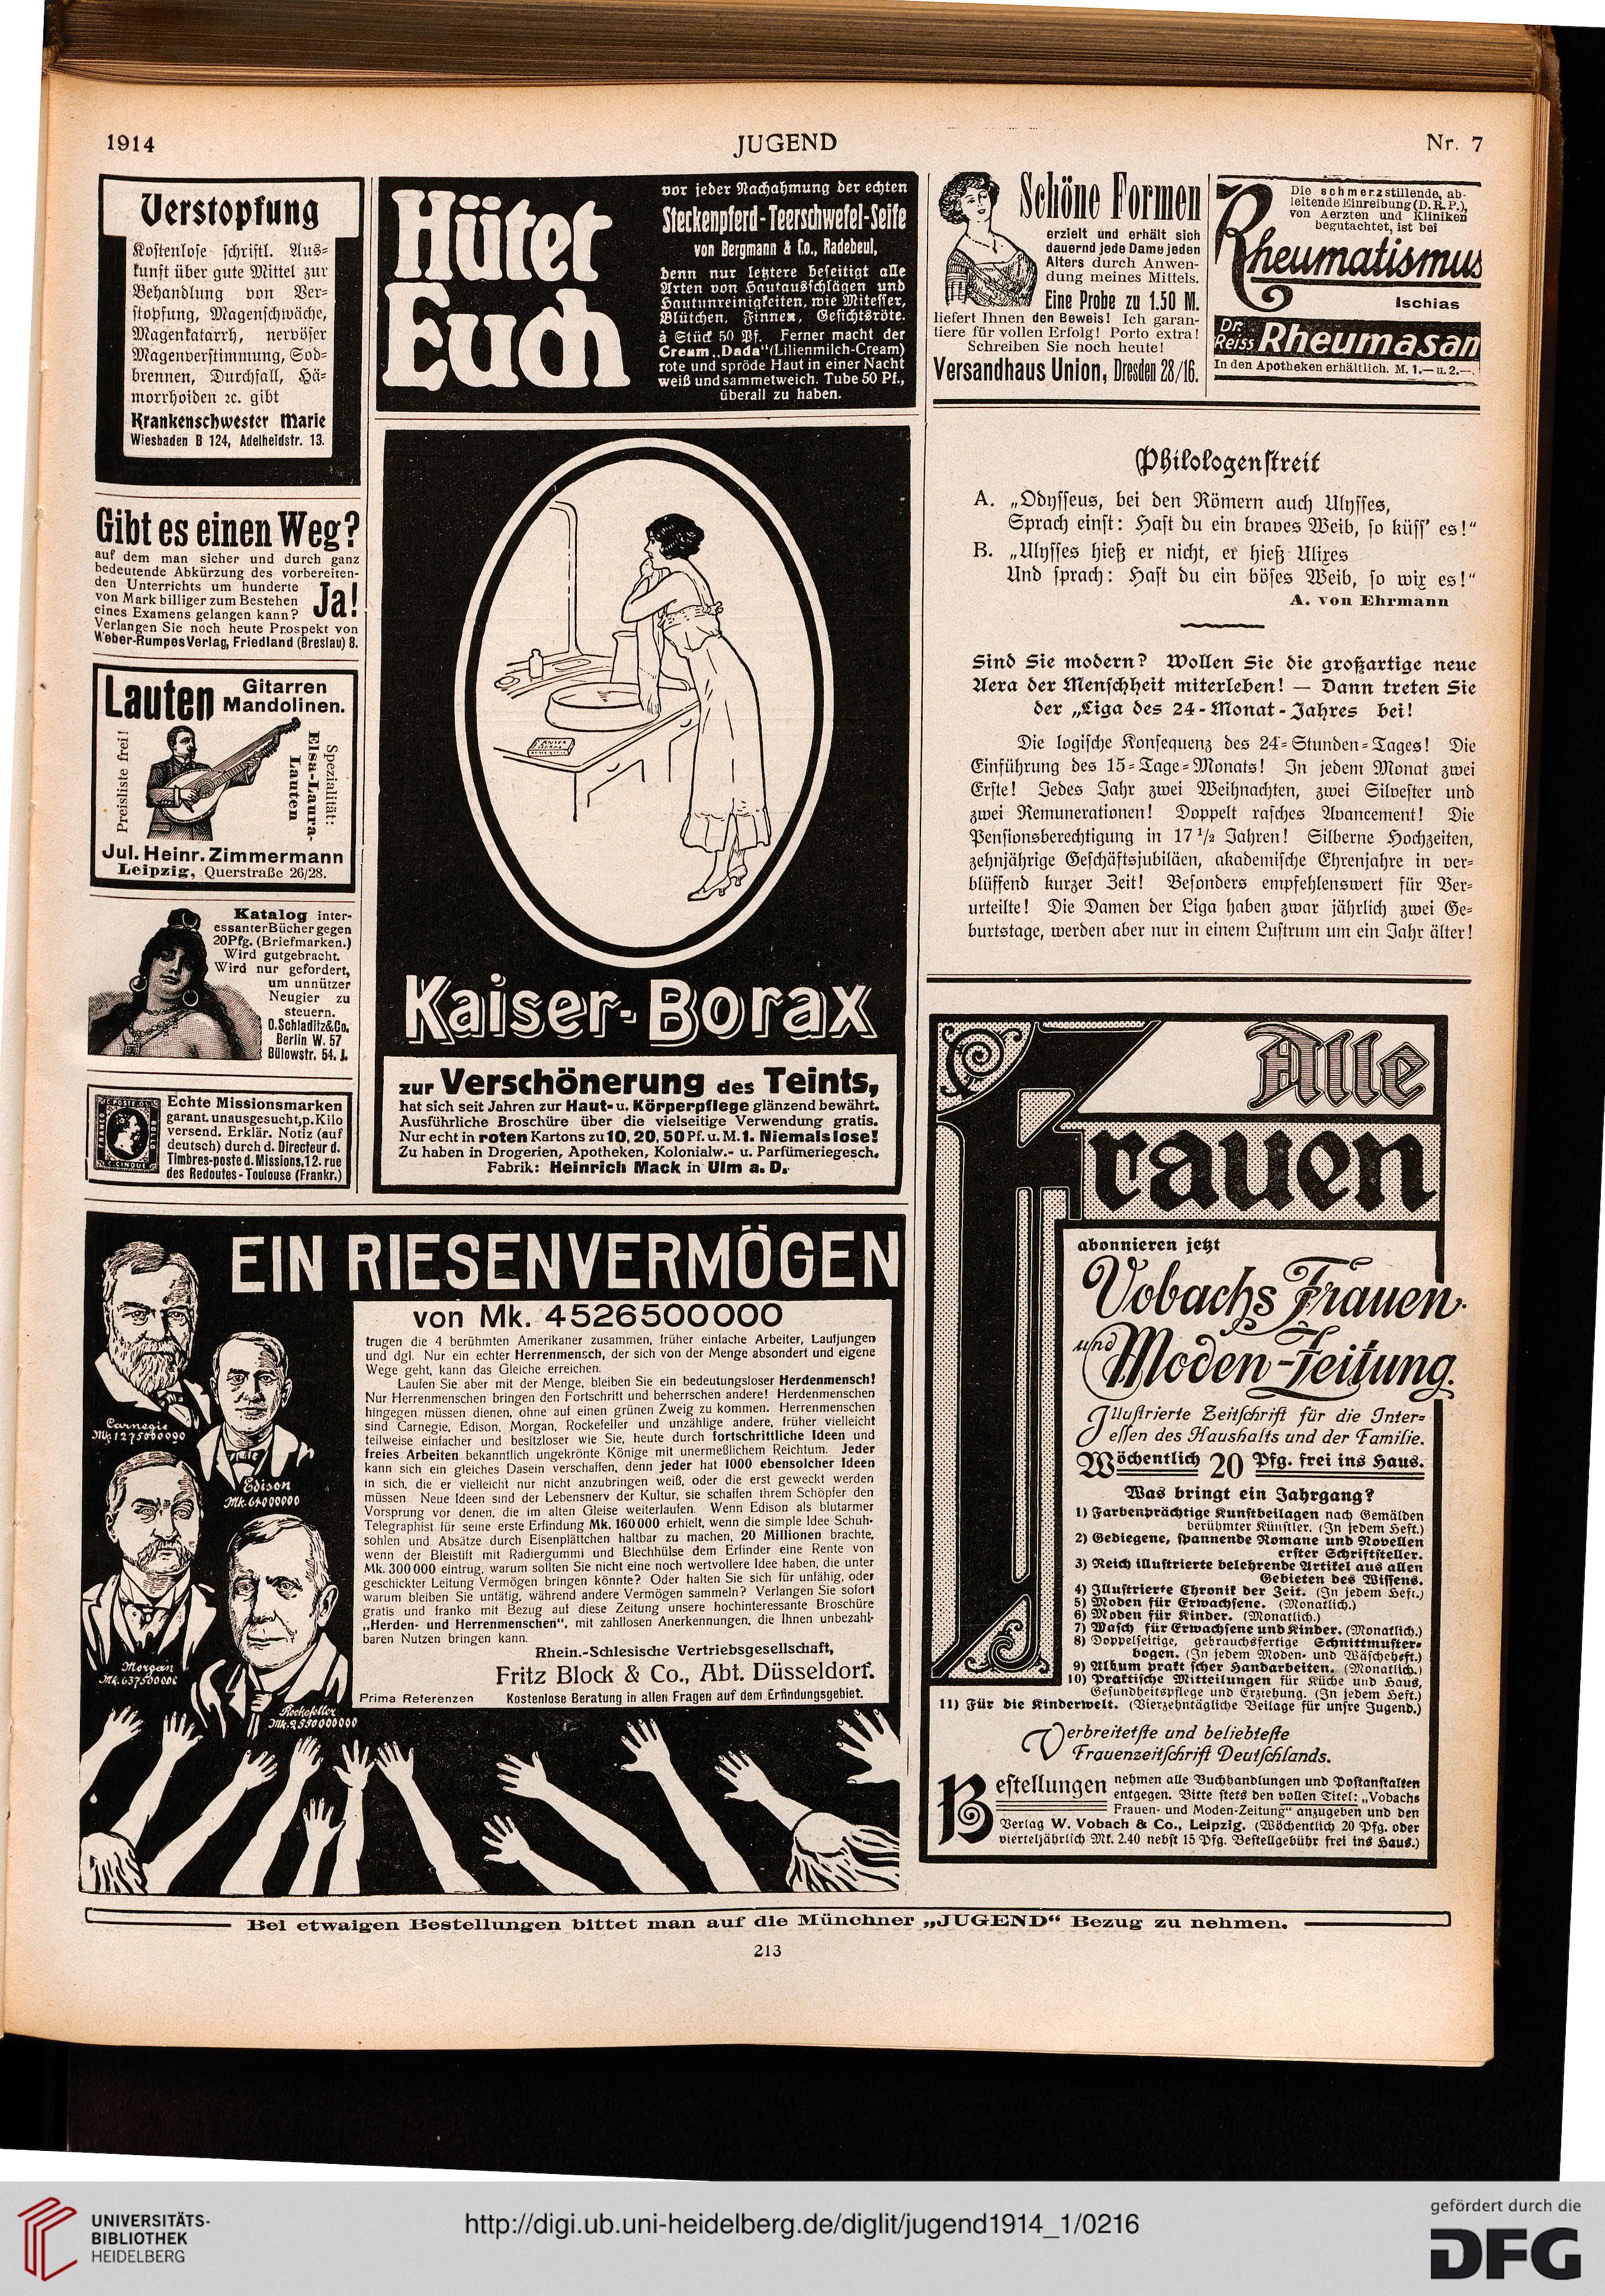 1914
JUGEND
Nr. 7
Verstopfung
Kostenlose schriftl. Aus-
kunft über gute Mittel zur
Behandlung von Ver-
stopfung, Magenschwäche,
Magenkatarrh, nervöser
Magenverstimmung, Sod-
brennen, Durchfall, Hä-
morrhoiden ꝛc. gibt
Krankenschwester Marie
Wiesbaden B 124, Adelheidstr. 13.
Gibt es einen Weg?
auf dem man sicher und durch ganz
bedeutende Abkürzung des vorbereiten-
den Unterrichts um hunderte
von Mark billiger zum Bestehen
eines Examens gelangen kann?
Ja!
Verlangen Sie noch heute Prospekt von
Weber-Rumpes Verlag, Friedland (Breslau) 8.
Lauten
Gitarren
Mandolinen.
Preisliste frei!
Spezialität:
Elsa-Laura-
Lauten
Jul. Heinr. Zimmermann
Leipzig, Querstraße 26/28.
Katalog inter-
essanter Bücher gegen
20 Pfg. (Briefmarken.)
Wird gutgebracht.
Wird nur gefordert,
um unnützer
Neugier zu
steuern.
O. Schladitz & Co.
Berlin W. 57
Bülowstr. 54. J.
Echte Missionsmarken
garant. unausgesucht, p. Kilo
versend. Erklär. Notiz (auf
deutsch) durch d. Directeur d.
Timbres-poste d. Missions, 12. rue
des Redoutes - Toulouse (Frankr.)
Hütet
Euch
vor jeder Nachahmung der echten
Steckenpferd-Teerschwefel-Seife
von Bergmann & Co., Radebeul,
denn nur letztere beseitigt alle
Arten von Hautausschlägen und
Hautunreinigkeiten, wie Mitesser,
Blütchen, Finnen, Gesichtsröte.
à Stück 50 Pf. Ferner macht der
Cream „Dada“ (Lilienmilch-Cream)
rote und spröde Haut in einer Nacht
weiß und sammetweich. Tube 50 Pf.,
überall zu haben.
Kaiser-Borax
zur Verschönerung des Teints,
hat sich seit Jahren zur Haut- u. Körperpflege glänzend bewährt.
Ausführliche Broschüre über die vielseitige Verwendung gratis.
Nur echt in roten Kartons zu 10, 20, 50 Pf. u. M. 1. Niemals lose!
Zu haben in Drogerien, Apotheken, Kolonialw.- u. Parfümeriegesch.
Fabrik: Heinrich Mack in Ulm a. D.
Schöne Formen
erzielt und erhält sich
dauernd jede Dame jeden
Alters durch Anwen-
dung meines Mittels.
Eine Probe zu 1.50 M.
liefert Ihnen den Beweis! Ich garan-
tiere für vollen Erfolg! Porto extra!
Schreiben Sie noch heute!
Versandhaus Union, Dresden 28/16.
Die schmerzstillende, ab-
leitende Einreibung (D. R. P.),
von Aerzten und Kliniken
begutachtet, ist bei
Rheumatismus
Ischias
Dr. Reiss Rheumasan
In den Apotheken erhältlich. M. 1.— u. 2.—.
Philologenstreit
A. „Odysseus, bei den Römern auch Ulysses,
Sprach einst: Hast du ein braves Weib, so küss' es!“
B. „Ulysses hieß er nicht, er hieß Ulixes
Und sprach: Hast du ein böses Weib, so wix es!“
A. von Ehrmann
Sind Sie modern? Wollen Sie die großartige neue
Aera der Menschheit miterleben! — Dann treten Sie
der „Liga des 24-Monat-Jahres bei!
Die logische Konsequenz des 24-Stunden-Tages! Die
Einführung des 15-Tage-Monats! In jedem Monat zwei
Erste! Jedes Jahr zwei Weihnachten, zwei Silvester und
zwei Remunerationen! Doppelt rasches Avancement! Die
Pensionsberechtigung in 17 1/2 Jahren! Silberne Hochzeiten,
zehnjährige Geschäftsjubiläen, akademische Ehrenjahre in ver-
blüffend kurzer Zeit! Besonders empfehlenswert für Ver-
urteilte! Die Damen der Liga haben zwar jährlich zwei Ge-
burtstage, werden aber nur in einem Lustrum um ein Jahr älter!
EIN RIESENVERMÖGEN
von Mk. 4526500000
trugen die 4 berühmten Amerikaner zusammen, früher einfache Arbeiter, Laufjungen
und dgl. Nur ein echter Herrenmensch, der sich von der Menge absondert und eigene
Wege geht, kann das Gleiche erreichen.
Laufen Sie aber mit der Menge, bleiben Sie ein bedeutungsloser Herdenmensch!
Nur Herrenmenschen bringen den Fortschritt und beherrschen andere! Herdenmenschen
hingegen müssen dienen, ohne auf einen grünen Zweig zu kommen. Herrenmenschen
sind Carnegie, Edison, Morgan, Rockefeller und unzählige andere, früher vielleicht
teilweise einfacher und besitzloser wie Sie, heute durch fortschrittliche Ideen und
freies Arbeiten bekanntlich ungekrönte Könige mit unermeßlichem Reichtum. Jeder
kann sich ein gleiches Dasein verschaffen, denn jeder hat 1000 ebensolcher Ideen
in sich, die er vielleicht nur nicht anzubringen weiß, oder die erst geweckt werden
müssen Neue Ideen sind der Lebensnerv der Kultur, sie schaffen ihrem Schöpfer den
Vorsprung vor denen, die im alten Gleise weiterlaufen. Wenn Edison als blutarmer
Telegraphist für seine erste Erfindung Mk. 160 000 erhielt, wenn die simple Idee Schuh-
sohlen und Absätze durch Eisenplättchen haltbar zu machen, 20 Millionen brachte,
wenn der Bleistift mit Radiergummi und Blechhülse dem Erfinder eine Rente von
Mk. 300 000 eintrug, warum sollten Sie nicht eine noch wertvollere Idee haben, die unter
geschickter Leitung Vermögen bringen könnte? Oder halten Sie sich für unfähig, oder
warum bleiben Sie untätig, während andere Vermögen sammeln? Verlangen Sie sofort
gratis und franko mit Bezug auf diese Zeitung unsere hochinteressante Broschüre
„Herden- und Herrenmenschen“, mit zahllosen Anerkennungen, die Ihnen unbezahl-
baren Nutzen bringen kann.
Rhein.-Schlesische Vertriebsgesellschaft,
Fritz Block & Co., Abt. Düsseldorf.
Prima Referenzen Kostenlose Beratung in allen Fragen auf dem Erfindungsgebiet.
Carnegie
Mk. 1275000000
Edison
Mk. 64000000
Morgan
Mk. 637500000
Rockefeller
Mk. 2550000000
Alle
Frauen
abonnieren jetzt
Vobachs Frauen-
und Moden-Zeitung.
Illustrierte Zeitschrift für die Inter-
essen des Haushalts und der Familie.
Wöchentlich 20 Pfg. frei ins Haus.
Was bringt ein Jahrgang?
1) Farbenprächtige Kunstbeilagen nach Gemälden
berühmter Künstler. (In jedem Heft.)
2) Gediegene, spannende Romane und Novellen
erster Schriftsteller.
3) Reich illustrierte belehrende Artikel aus allen
Gebieten des Wissens.
4) Illustrierte Chronik der Zeit. (In jedem Heft.)
5) Moden für Erwachsene. (Monatlich.)
6) Moden für Kinder. (Monatlich.)
7) Wäsch für Erwachsene und Kinder. (Monatlich.)
8) Doppelseitige, gebrauchsfertige Schnittmuster-
bogen. (In jedem Moden- und Wäscheheft.)
9) Album prakt scher Handarbeiten. (Monatlich.)
10) Praktische Mitteilungen für Küche und Haus,
Gesundheitspflege und Erziehung. (In jedem Heft.)
11) Für die Kinderwelt. (Vierzehntägliche Beilage für unsre Jugend.)
Verbreitetste und beliebteste
Frauenzeitschrift Deutschlands.
Bestellungen nehmen alle Buchhandlungen und Postanstalten
entgegen. Bitte stets den vollen Titel: „Vobachs
Frauen- und Moden-Zeitung“ anzugeben und den
Verlag W. Vobach & Co., Leipzig. (Wöchentlich 20 Pfg. oder
vierteljährlich Mk. 2.40 nebst 15 Pfg. Bestellgebühr frei ins Haus.)
Bei etwaigen Bestellungen bittet man auf die Münchner „JUGEND“ Bezug zu nehmen.
213
UNIVERSITÄTS-
BIBLIOTHEK
HEIDELBERG
http://digi.ub.uni-heidelberg.de/diglit/jugend1914_1/0216
gefördert durch die
DFG